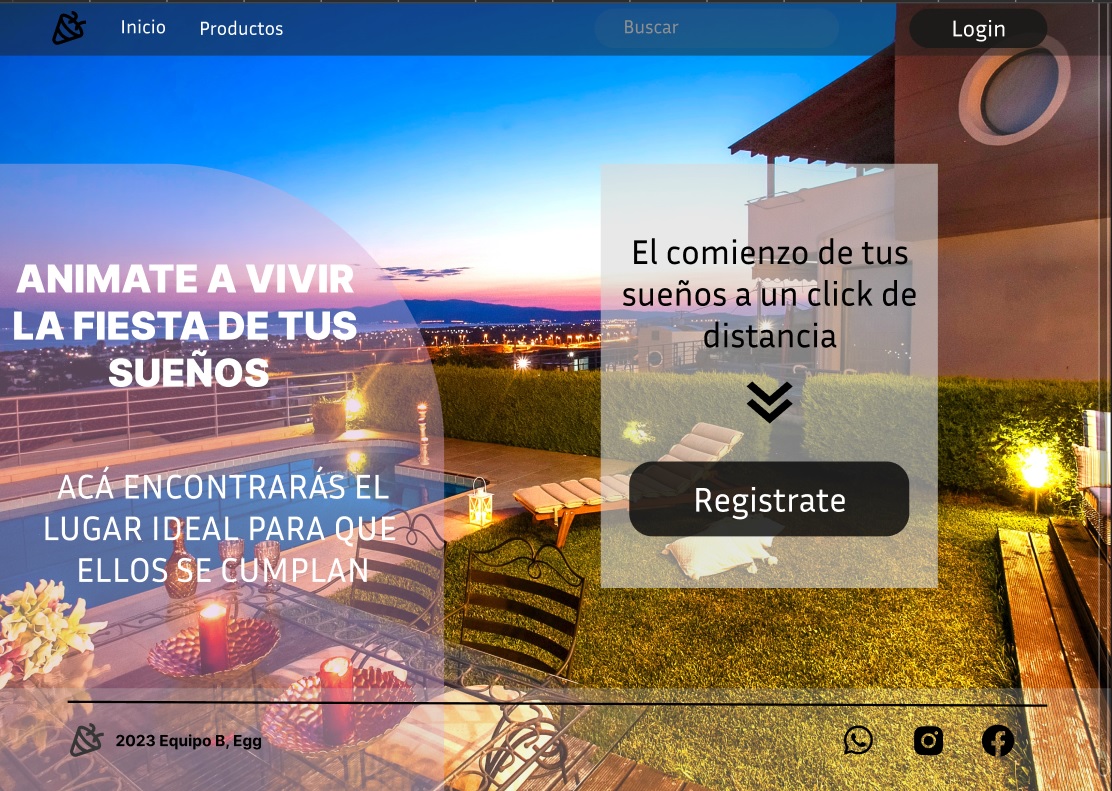 Inicio
Productos
Buscar
Login
ANIMATE A VIVIR
LA FIESTA DE TUS
SUEÑOS
ACÁ ENCONTRARÁS EL
LUGAR IDEAL PARA QUE
ELLOS SE CUMPLAN
El comienzo de tus
sueños a un click de
distancia
Registrate
2023 Equipo B, Egg